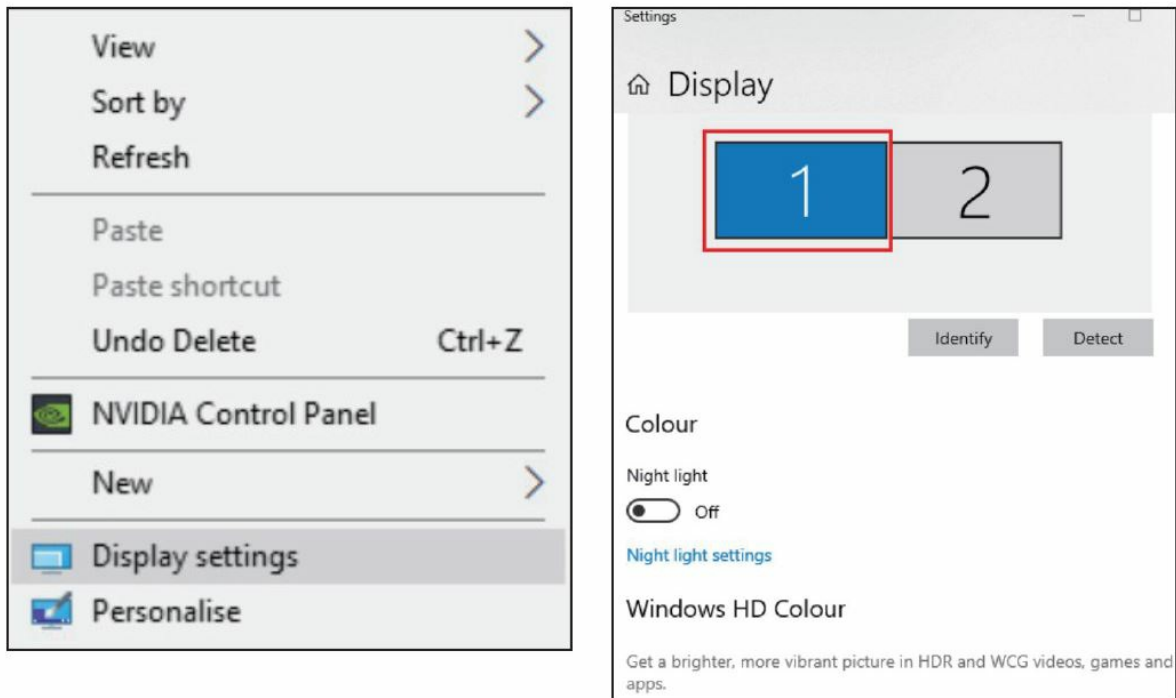 View
Sort by
Refresh
Paste
Paste shortcut
Undo Delete Ctrl+Z
NVIDIA Control Panel
New
Display settings
Personalise
Settings
Display
1 2
Identify Detect
Colour
Night light
Off
Night light settings
Windows HD Colour
Get a brighter, more vibrant picture in HDR and WCG videos, games and
apps.